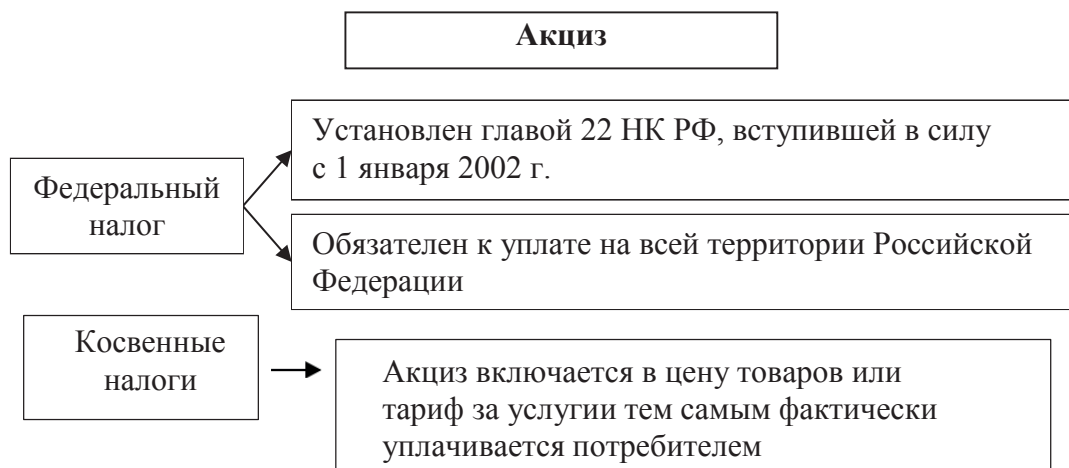 Акциз
Установлен главой 22 НК РФ, вступившей в силу
с 1 января 2002 г.
Федеральный
налог
Обязателен к уплате на всей территории Российской
Федерации
Косвенные
налоги
Акциз включается в цену товаров или
тариф за услугии тем самым фактически
уплачивается потребителем